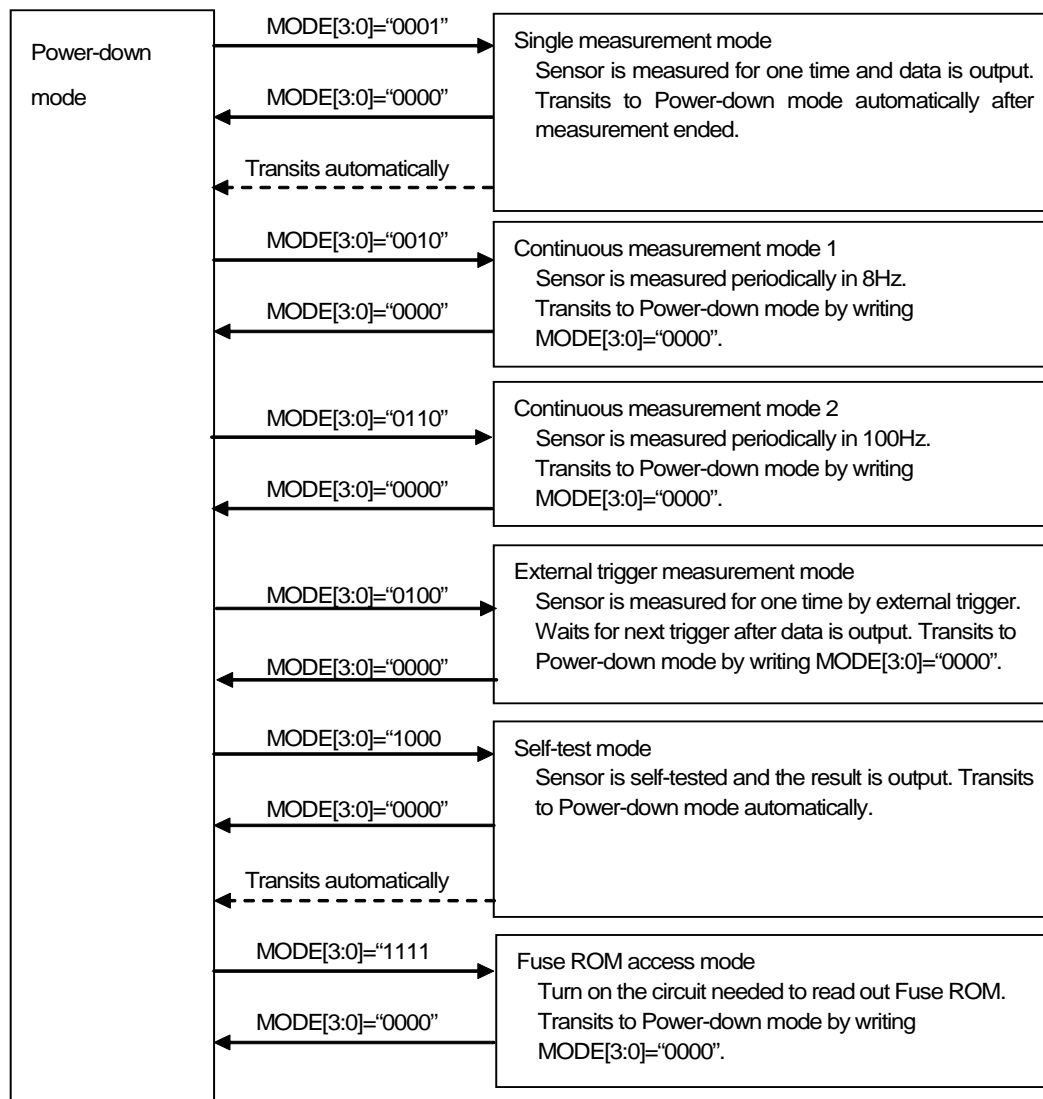 Power-down
mode
MODE[3:0]=“0001”
MODE[3:0]=“0000”
Transits automatically
Single measurement mode
Sensor is measured for one time and data is output.
Transits to Power-down mode automatically after
measurement ended.
MODE[3:0]=“0010”
MODE[3:0]=“0000”
Continuous measurement mode 1
Sensor is measured periodically in 8Hz.
Transits to Power-down mode by writing
MODE[3:0]=“0000”.
MODE[3:0]=“0110”
MODE[3:0]=“0000”
Continuous measurement mode 2
Sensor is measured periodically in 100Hz.
Transits to Power-down mode by writing
MODE[3:0]=“0000”.
MODE[3:0]=“0100”
MODE[3:0]=“0000”
External trigger measurement mode
Sensor is measured for one time by external trigger.
Waits for next trigger after data is output. Transits to
Power-down mode by writing MODE[3:0]=“0000”.
MODE[3:0]=“1000
MODE[3:0]=“0000”
Transits automatically
Self-test mode
Sensor is self-tested and the result is output. Transits
to Power-down mode automatically.
MODE[3:0]=“1111
MODE[3:0]=“0000”
Fuse ROM access mode
Turn on the circuit needed to read out Fuse ROM.
Transits to Power-down mode by writing
MODE[3:0]=“0000”.